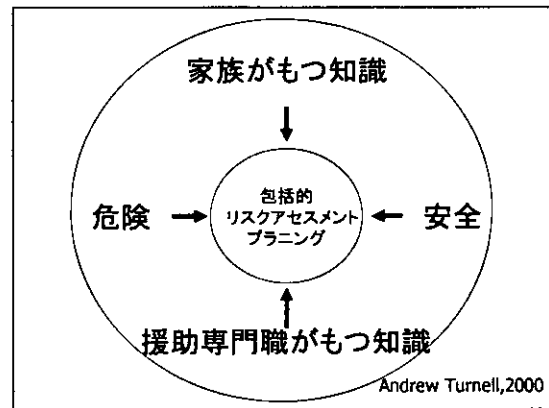 家族がもつ知識
包括的
リスクアセスメント
プラニング
危険
安全
援助専門職がもつ知識
Andrew Turnell,2000